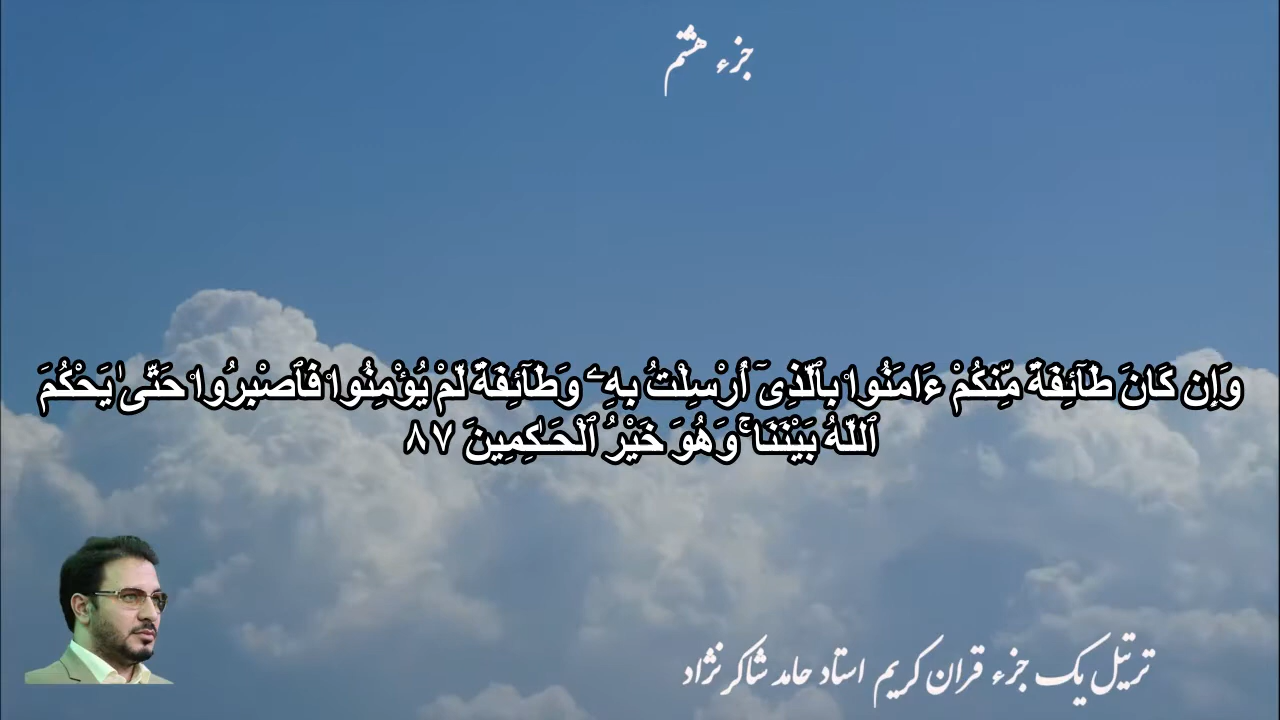 جزء هشتم
وَإِن كَانَ طَآئِفَةٌ مِّنكُمْ ءَامَنُوا۟ بِٱلَّذِىٓ أُرْسِلْتُ بِهِۦ وَطَآئِفَةٌ لَّمْ يُؤْمِنُوا۟ فَٱصْبِرُوا۟ حَتَّىٰ يَحْكُمَ
ٱللَّهُ بَيْنَنَا ۚ وَهُوَ خَيْرُ ٱلْحَـٰكِمِينَ ٨٧
ترتیل یک جزء قران کریم استاد حامد شاکرنژاد